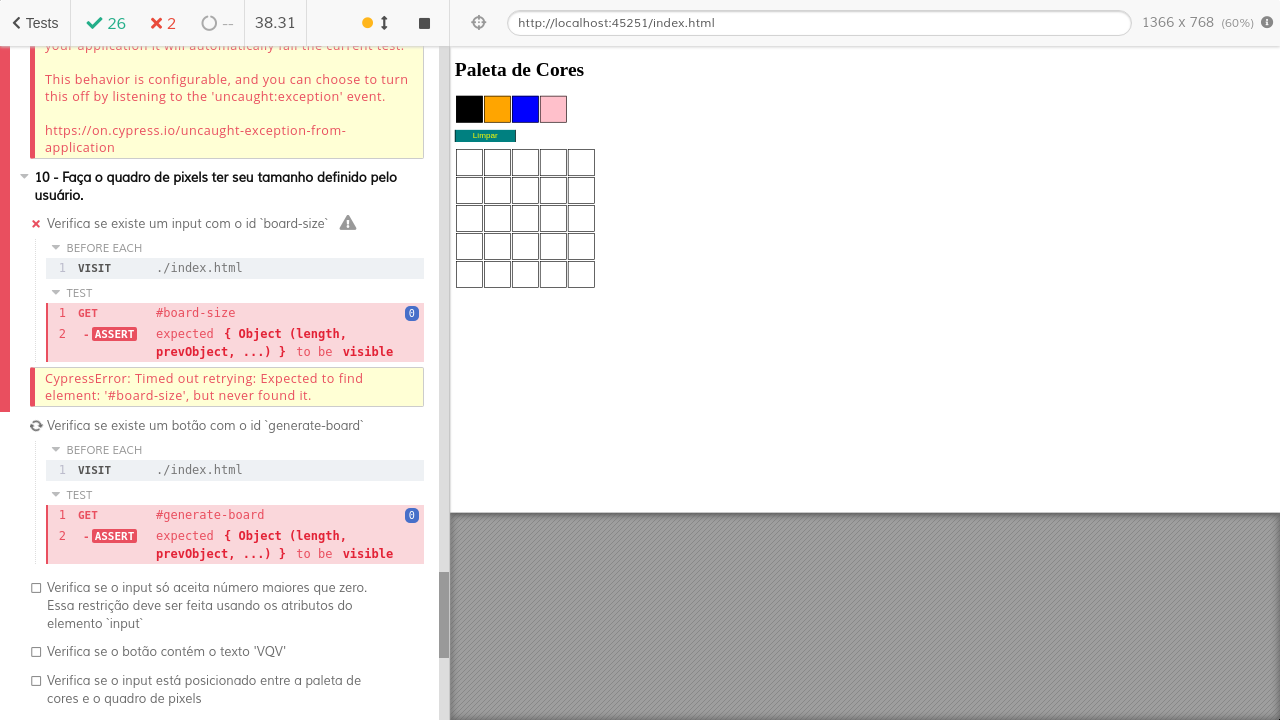 Tests
26
2
--
38.31
http://localhost:45251/index.html
1366 x 768 (60%)
your application it will automatically fail the current test.
This behavior is configurable, and you can choose to turn
this off by listening to the 'uncaught:exception' event.
https://on.cypress.io/uncaught-exception-from-
application
10 - Faça o quadro de pixels ter seu tamanho definido pelo
usuário.
Verifica se existe um input com o id `board-size`
BEFORE EACH
1 VISIT ./index.html
TEST
1 GET #board-size 0
2 - ASSERT expected { Object (length,
prevObject, ...) } to be visible
CypressError: Timed out retrying: Expected to find
element: '#board-size', but never found it.
Verifica se existe um botão com o id `generate-board`
BEFORE EACH
1 VISIT ./index.html
TEST
1 GET #generate-board 0
2 - ASSERT expected { Object (length,
prevObject, ...) } to be visible
Verifica se o input só aceita número maiores que zero.
Essa restrição deve ser feita usando os atributos do
elemento `input`
Verifica se o botão contém o texto 'VQV'
Verifica se o input está posicionado entre a paleta de
cores e o quadro de pixels
Paleta de Cores
Limpar